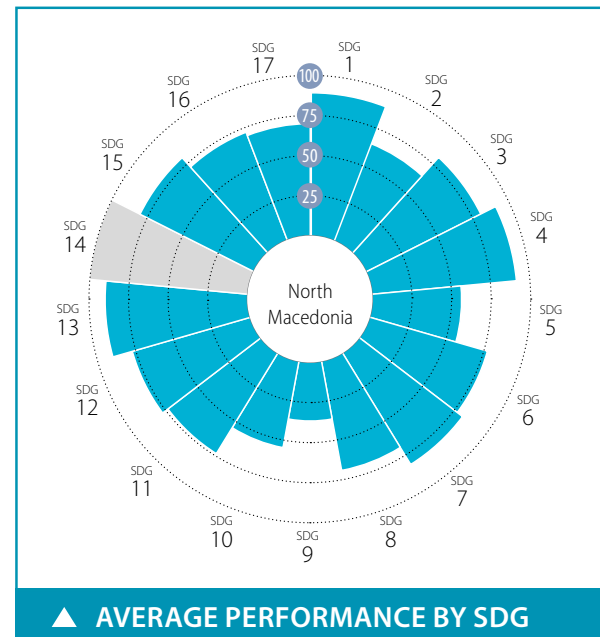 SDG
1
SDG
2
SDG
3
SDG
4
SDG
5
SDG
6
SDG
7
SDG
8
SDG
9
SDG
10
SDG
11
SDG
12
SDG
13
SDG
14
SDG
15
SDG
16
SDG
17
100
75
50
25
North
Macedonia
▲ AVERAGE PERFORMANCE BY SDG